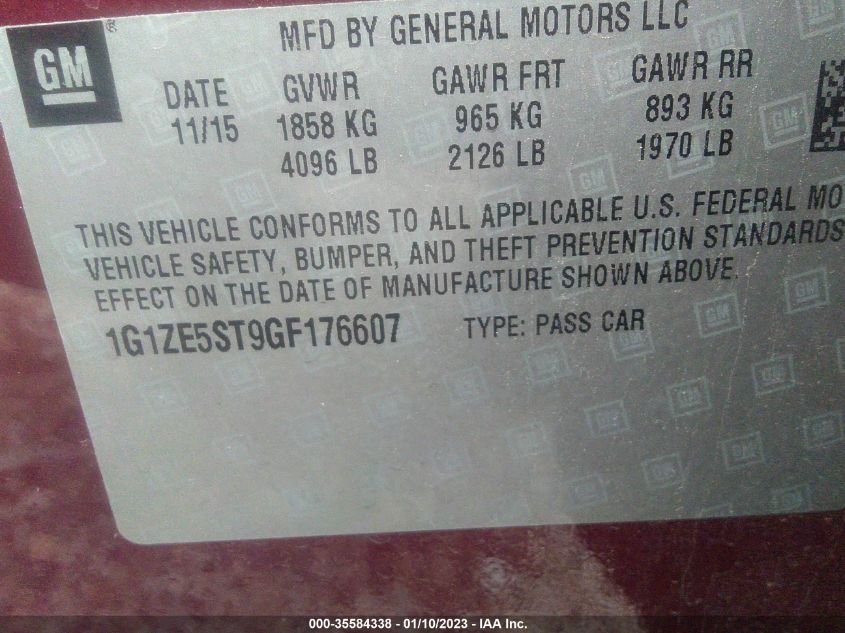 GM ®
MFD BY GENERAL MOTORS LLC
DATE GVWR GAWR FRT GAWR RR
11/15 1858 KG 965 KG 893 KG
4096 LB 2126 LB 1970 LB
THIS VEHICLE CONFORMS TO ALL APPLICABLE U.S. FEDERAL MO
VEHICLE SAFETY, BUMPER, AND THEFT PREVENTION STANDARDS
EFFECT ON THE DATE OF MANUFACTURE SHOWN ABOVE.
1G1ZE5ST9GF176607 TYPE: PASS CAR
000-35584338 - 01/10/2023 - IAA Inc.